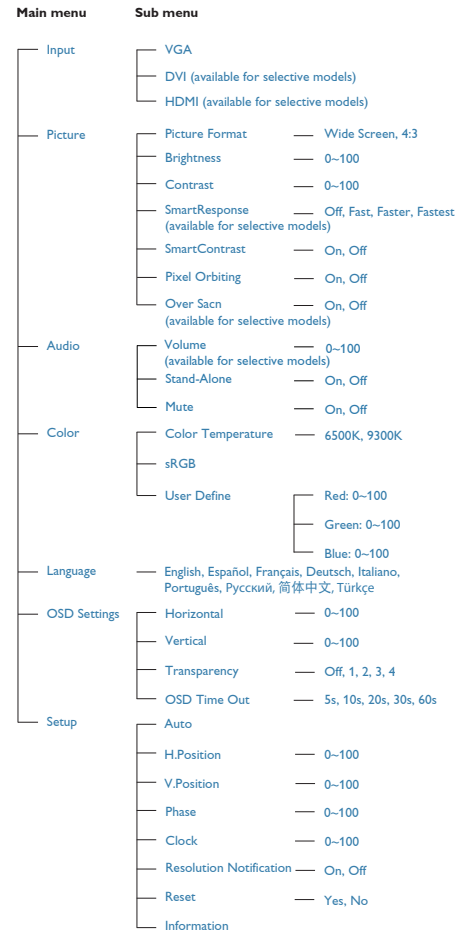 Main menu Sub menu
Input VGA
DVI (available for selective models)
HDMI (available for selective models)
Picture Picture Format Wide Screen, 4:3
Brightness 0~100
Contrast 0~100
SmartResponse Off, Fast, Faster, Fastest
(available for selective models)
SmartContrast On, Off
Pixel Orbiting On, Off
Over Sacn On, Off
(available for selective models)
Audio Volume 0~100
(available for selective models)
Stand-Alone On, Off
Mute On, Off
Color Color Temperature 6500K, 9300K
sRGB
User Define Red: 0~100
Green: 0~100
Blue: 0~100
Language English, Español, Français, Deutsch, Italiano,
Português, Русский, 简体中文, Türkçe
OSD Settings Horizontal 0~100
Vertical 0~100
Transparency Off, 1, 2, 3, 4
OSD Time Out 5s, 10s, 20s, 30s, 60s
Setup Auto
H.Position 0~100
V.Position 0~100
Phase 0~100
Clock 0~100
Resolution Notification On, Off
Reset Yes, No
Information